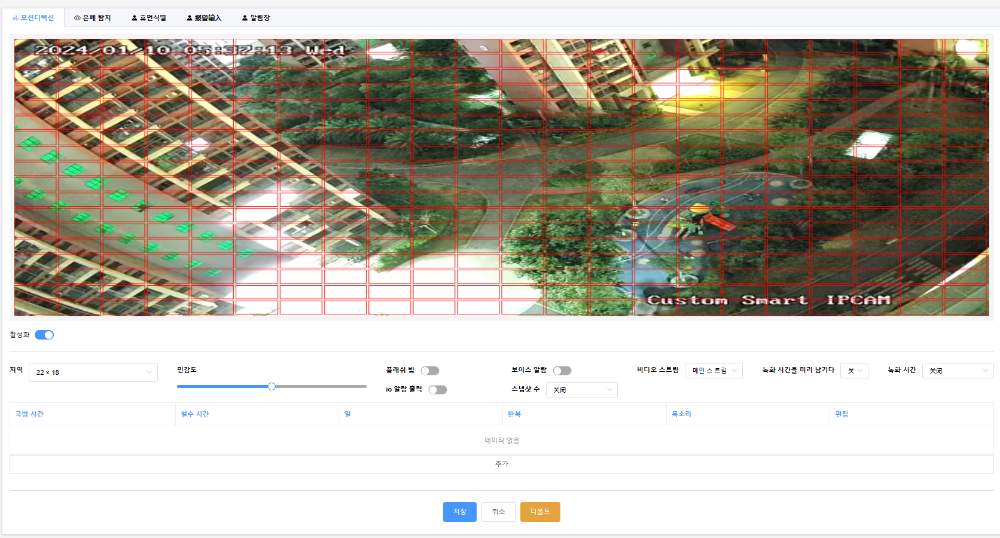 모션디텍션 은폐 탐지 휴먼식별 报警输入 알림장
2024/01/10 05:37:13 Wed
Custom Smart IPCAM
활성화
지역 22 × 18 민감도 플래쉬 빛 보이스 알람 비디오 스트림 메인 스트림 녹화 시간을 미리 남기다 关 녹화 시간 关闭
io 알람 출력 스냅샷 수 关闭
국방 시간 철수 시간 일 반복 목소리 편집
데이터 없음
추가
저장 취소 디폴트